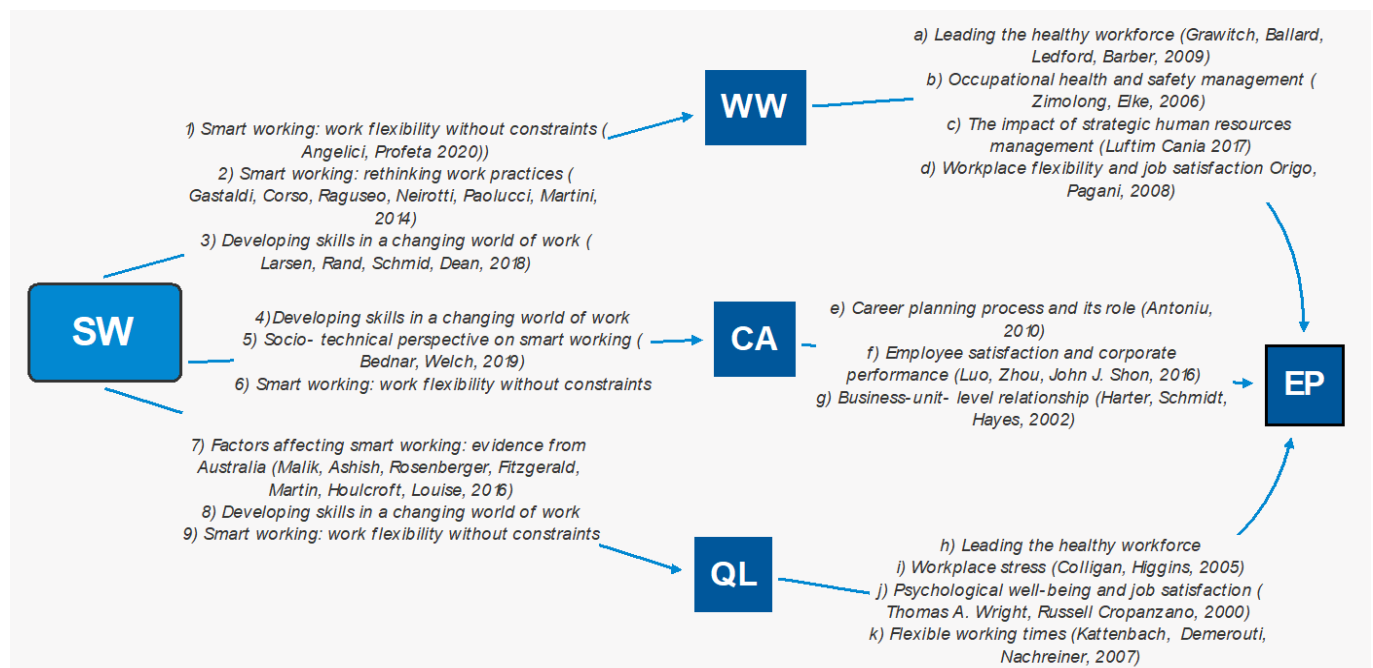 SW
1) Smart working: work flexibility without constraints (
Angelici, Profeta 2020))
2) Smart working: rethinking work practices (
Gastaldi, Corso, Raguseo, Neirotti, Paolucci, Martini,
2014)
3) Developing skills in a changing world of work (
Larsen, Rand, Schmid, Dean, 2018)
WW
a) Leading the healthy workforce (Grawitch, Ballard,
Ledford, Barber, 2009)
b) Occupational health and safety management (
Zimolong, Elke, 2006)
c) The impact of strategic human resources
management (Luftim Cania 2017)
d) Workplace flexibility and job satisfaction Origo,
Pagani, 2008)
4)Developing skills in a changing world of work
5) Socio- technical perspective on smart working (
Bednar, Welch, 2019)
6) Smart working: work flexibility without constraints
CA
e) Career planning process and its role (Antoniu,
2010)
f) Employee satisfaction and corporate
performance (Luo, Zhou, John J. Shon, 2016)
g) Business-unit- level relationship (Harter, Schmidt,
Hayes, 2002)
EP
7) Factors affecting smart working: evidence from
Australia (Malik, Ashish, Rosenberger, Fitzgerald,
Martin, Houlcroft, Louise, 2016)
8) Developing skills in a changing world of work
9) Smart working: work flexibility without constraints
QL
h) Leading the healthy workforce
i) Workplace stress (Colligan, Higgins, 2005)
j) Psychological well-being and job satisfaction (
Thomas A. Wright, Russell Cropanzano, 2000)
k) Flexible working times (Kattenbach, Demerouti,
Nachreiner, 2007)